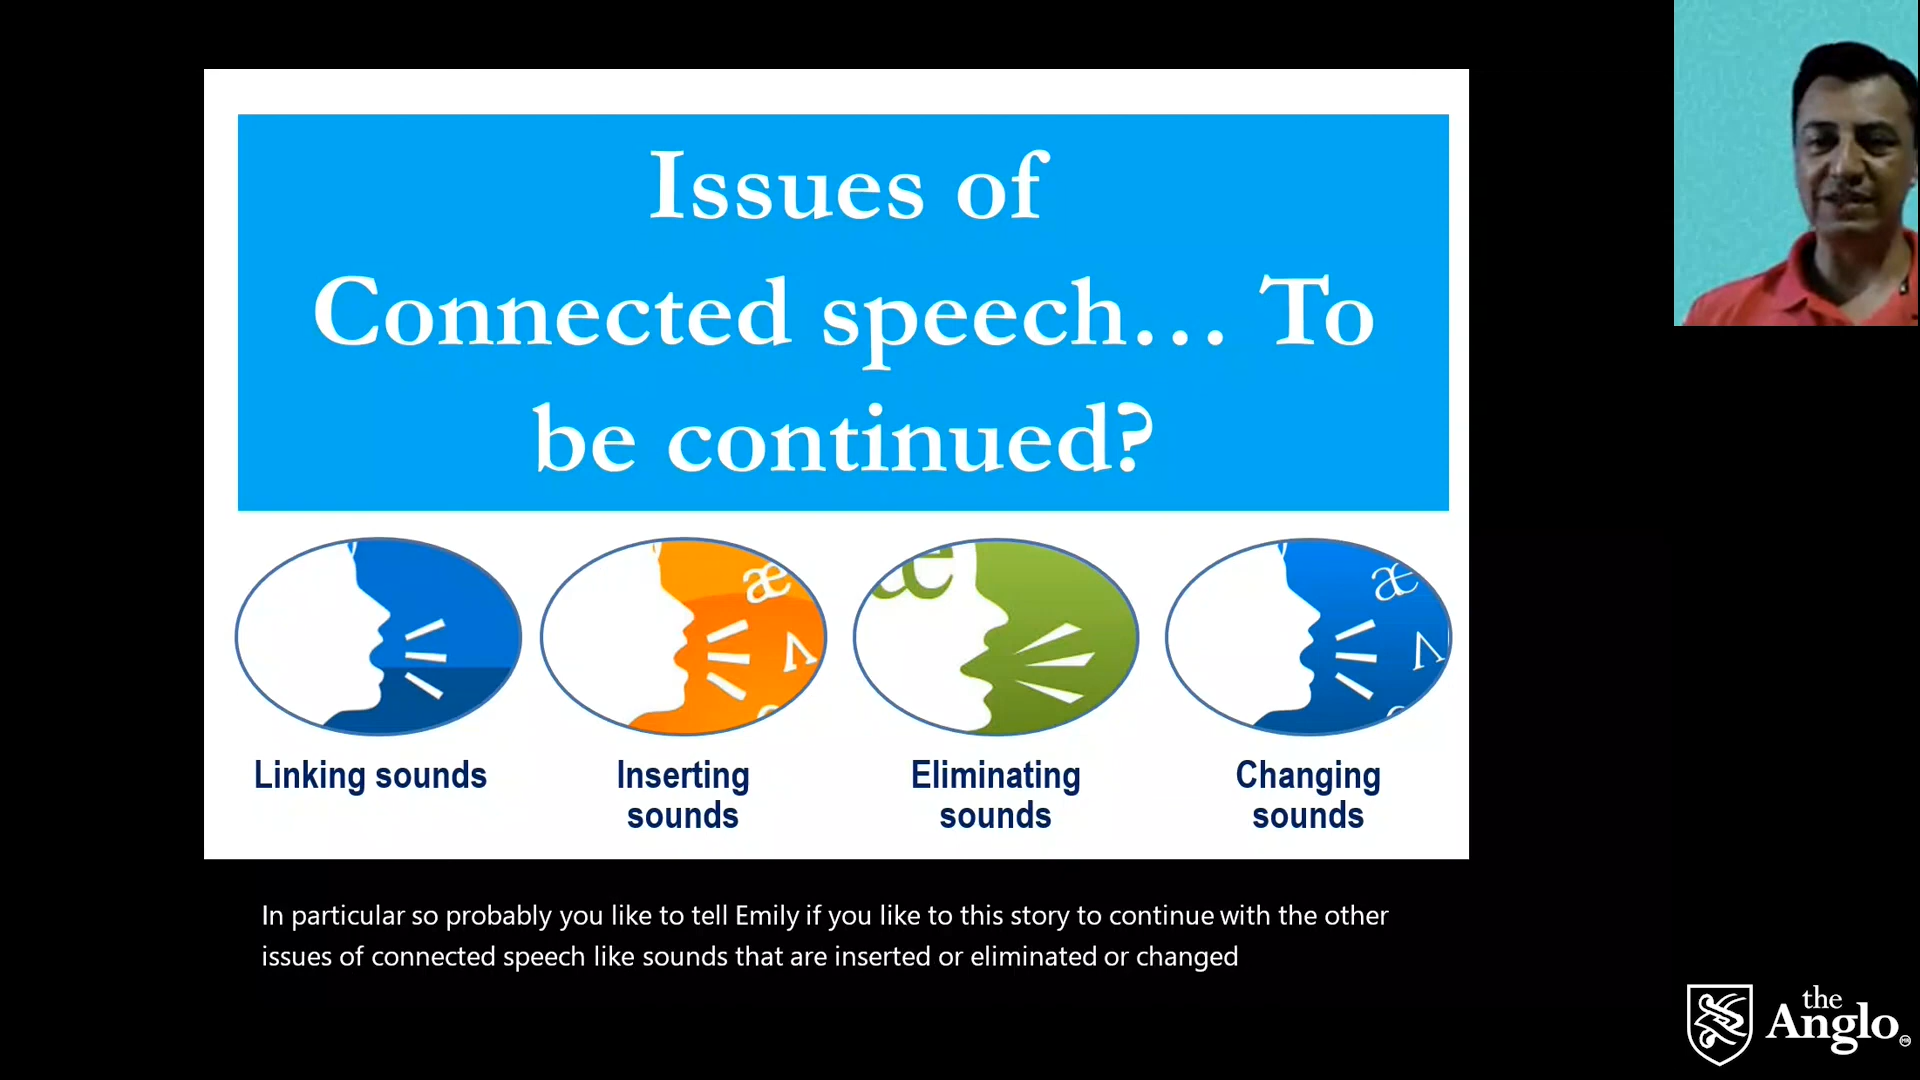 Issues of
Connected speech... To
be continued?
æ
æ
æ
ʌ
ʌ
Linking sounds
Inserting
sounds
Eliminating
sounds
Changing
sounds
In particular so probably you like to tell Emily if you like to this story to continue with the other
issues of connected speech like sounds that are inserted or eliminated or changed
the
Anglo